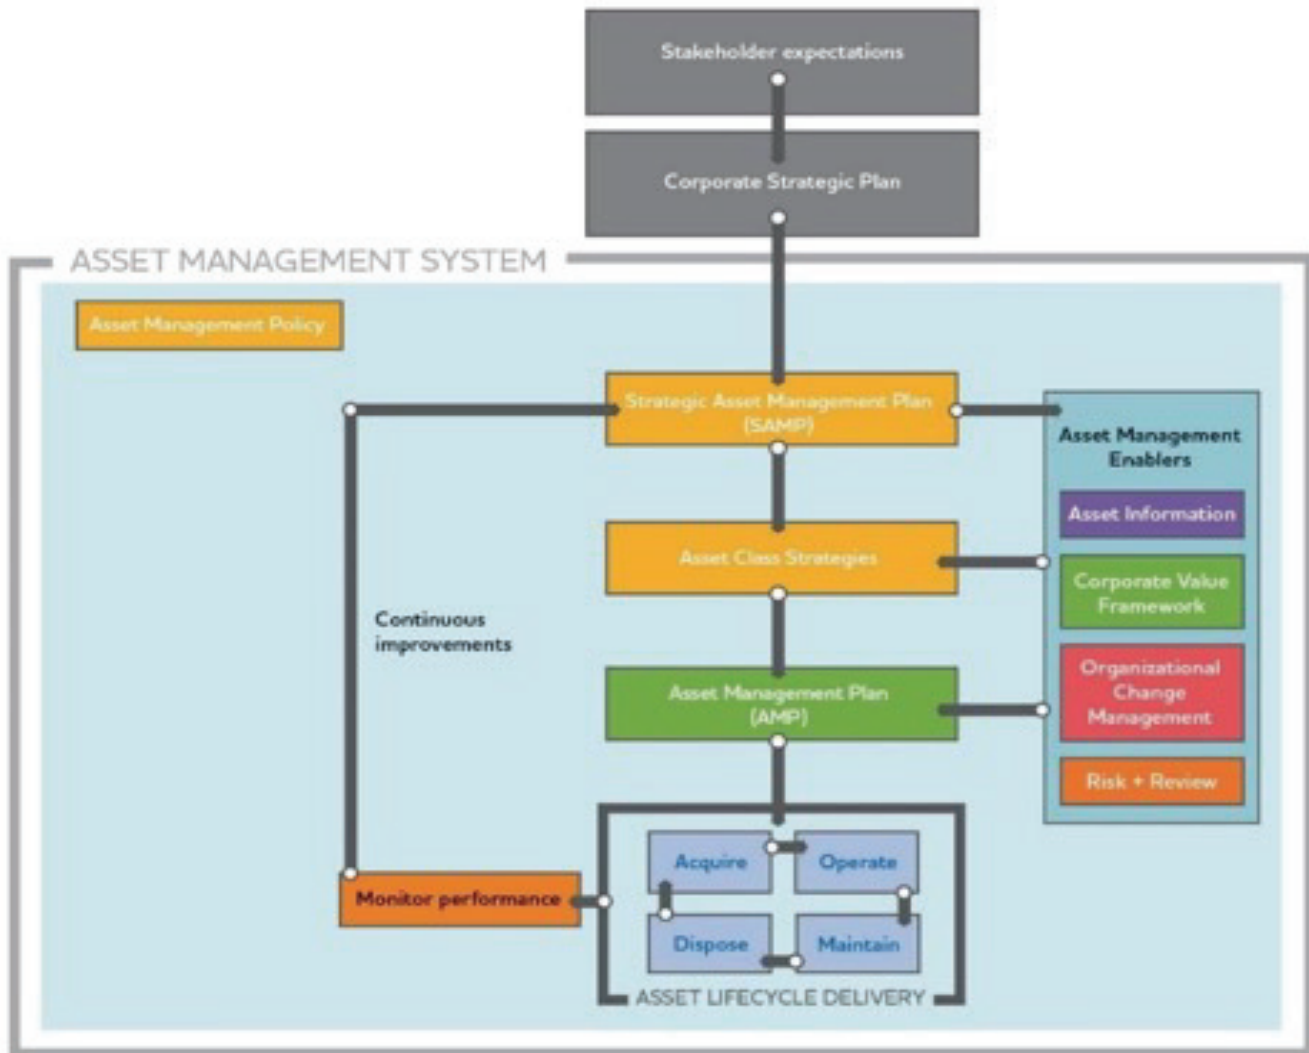 Stakeholder expectations
Corporate Strategic Plan
ASSET MANAGEMENT SYSTEM
Asset Management Policy
Strategic Asset Management Plan
(SAMP)
Asset Management
Enablers
Asset Information
Asset Class Strategies
Corporate Value
Framework
Continuous
improvements
Organizational
Change
Management
Asset Management Plan
(AMP)
Risk + Review
Acquire
Operate
Monitor performance
Dispose
Maintain
ASSET LIFECYCLE DELIVERY